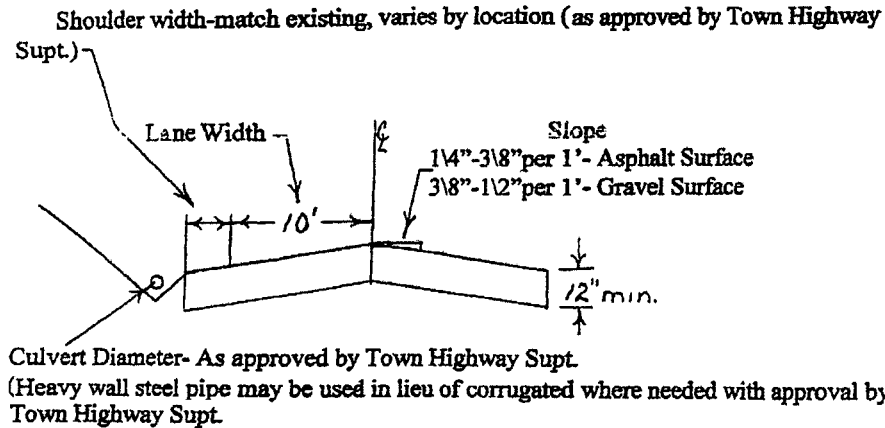 Shoulder width-match existing, varies by location (as approved by Town Highway
Supt.)
Lane Width
℄
Slope
1\4"-3\8"per 1'- Asphalt Surface
3\8"-1\2"per 1'- Gravel Surface
10'
12" min.
Culvert Diameter- As approved by Town Highway Supt.
(Heavy wall steel pipe may be used in lieu of corrugated where needed with approval by
Town Highway Supt.